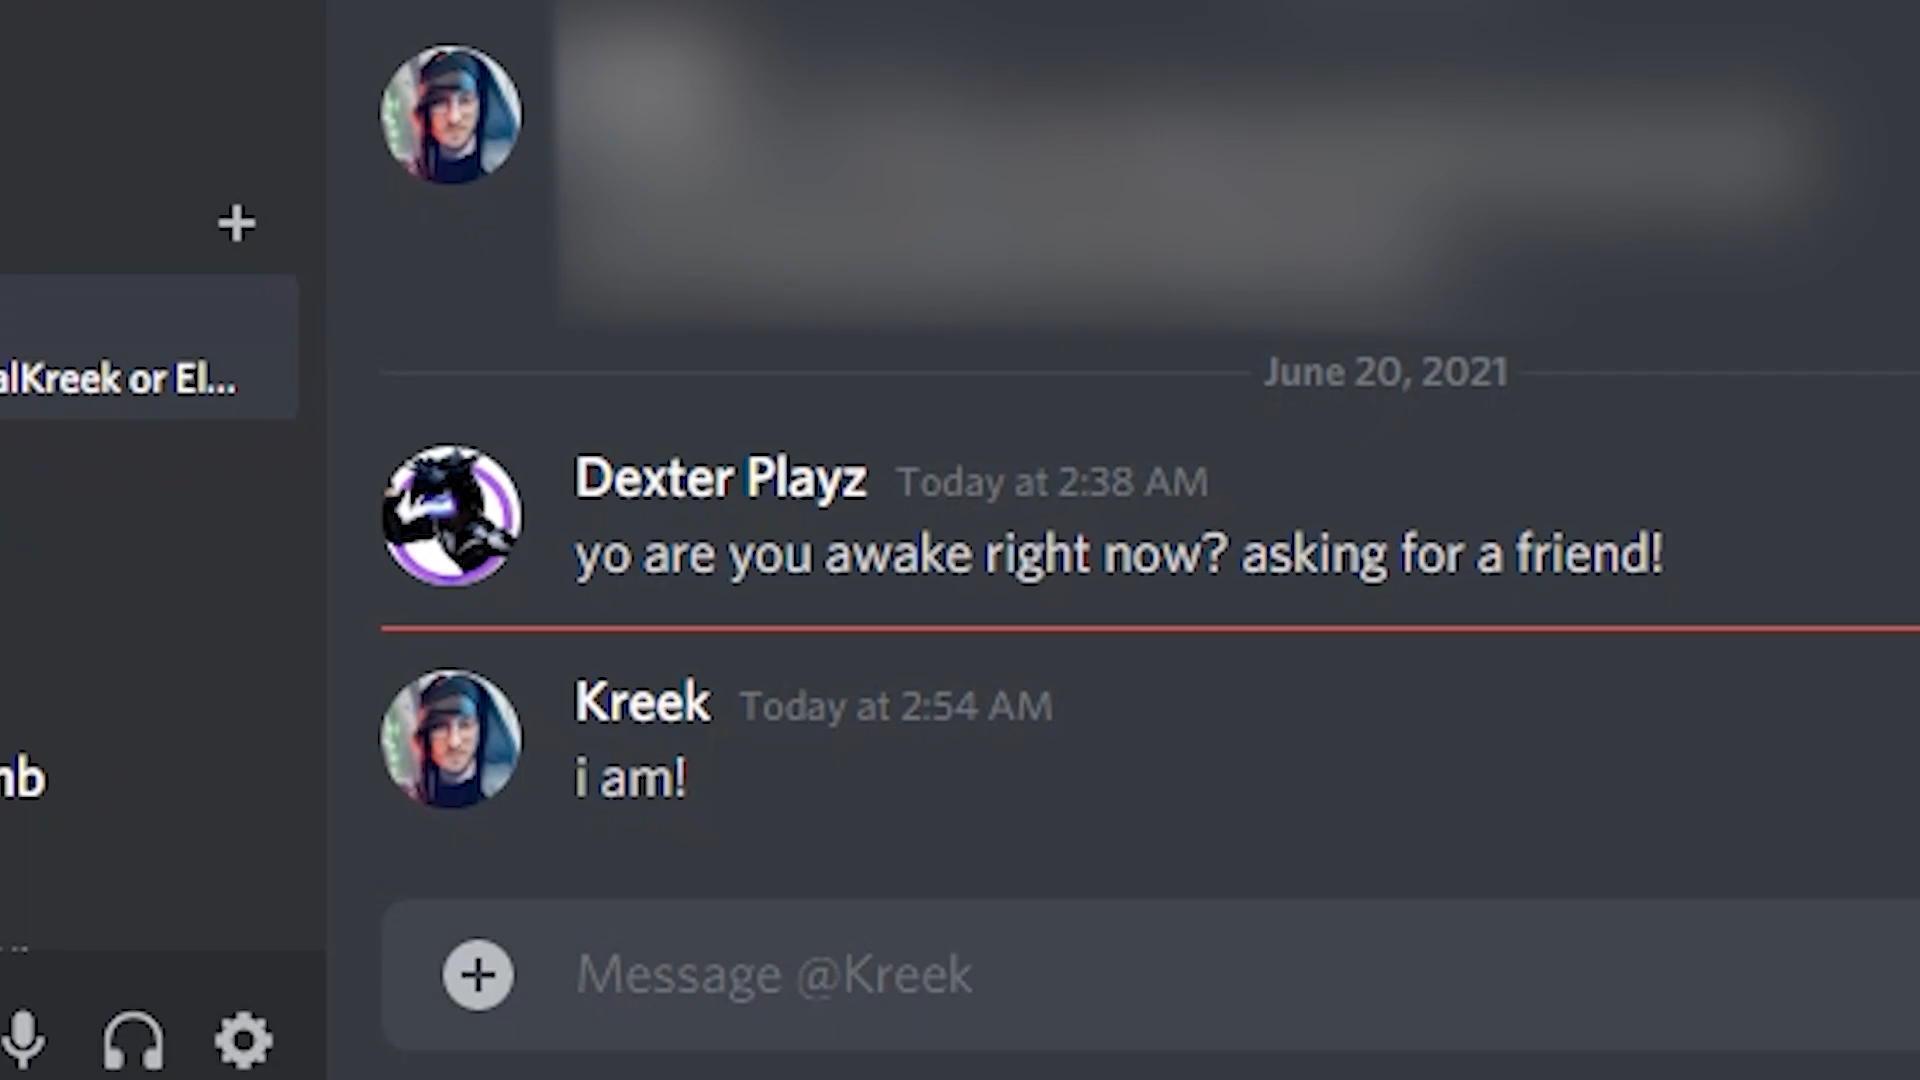 alKreek or El...
June 20, 2021
Dexter Playz Today at 2:38 AM
yo are you awake right now? asking for a friend!
Kreek Today at 2:54 AM
i am!
nb
Message @Kreek